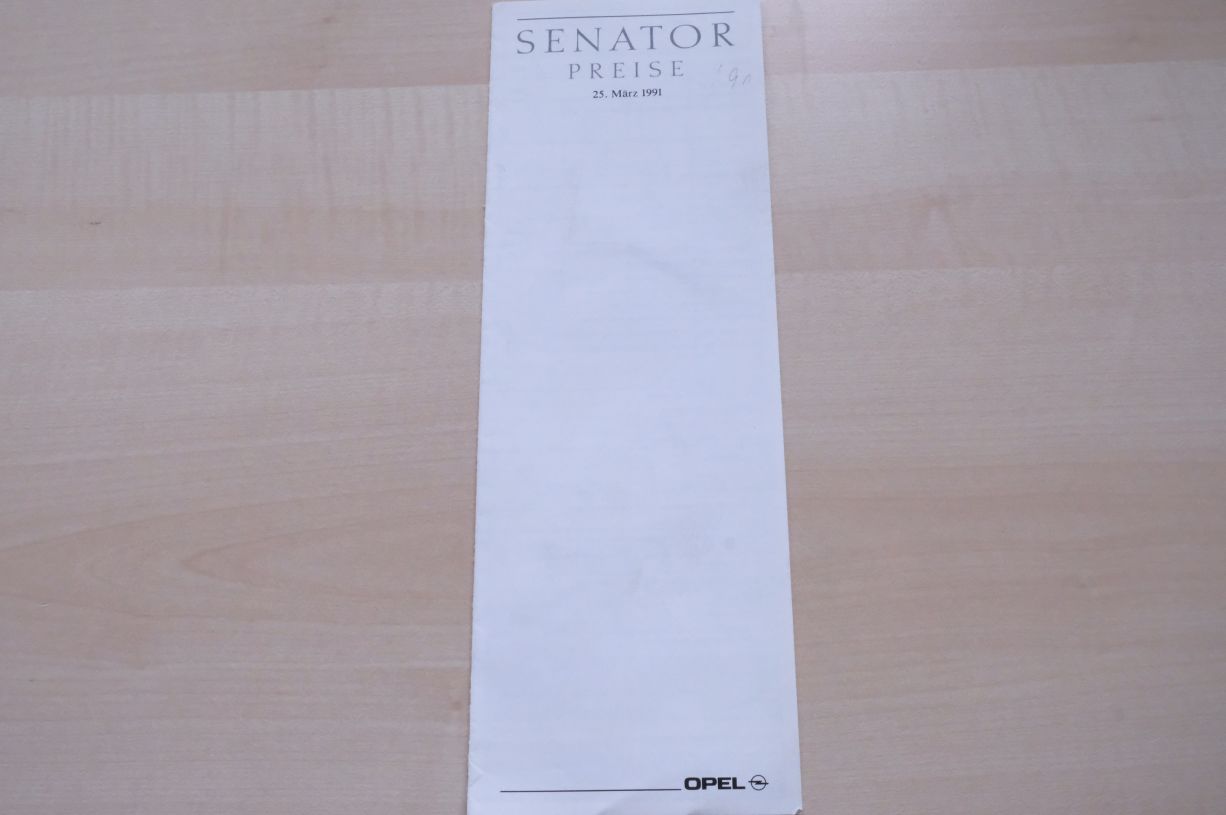 SENATOR
PREISE
25. März 1991
OPEL